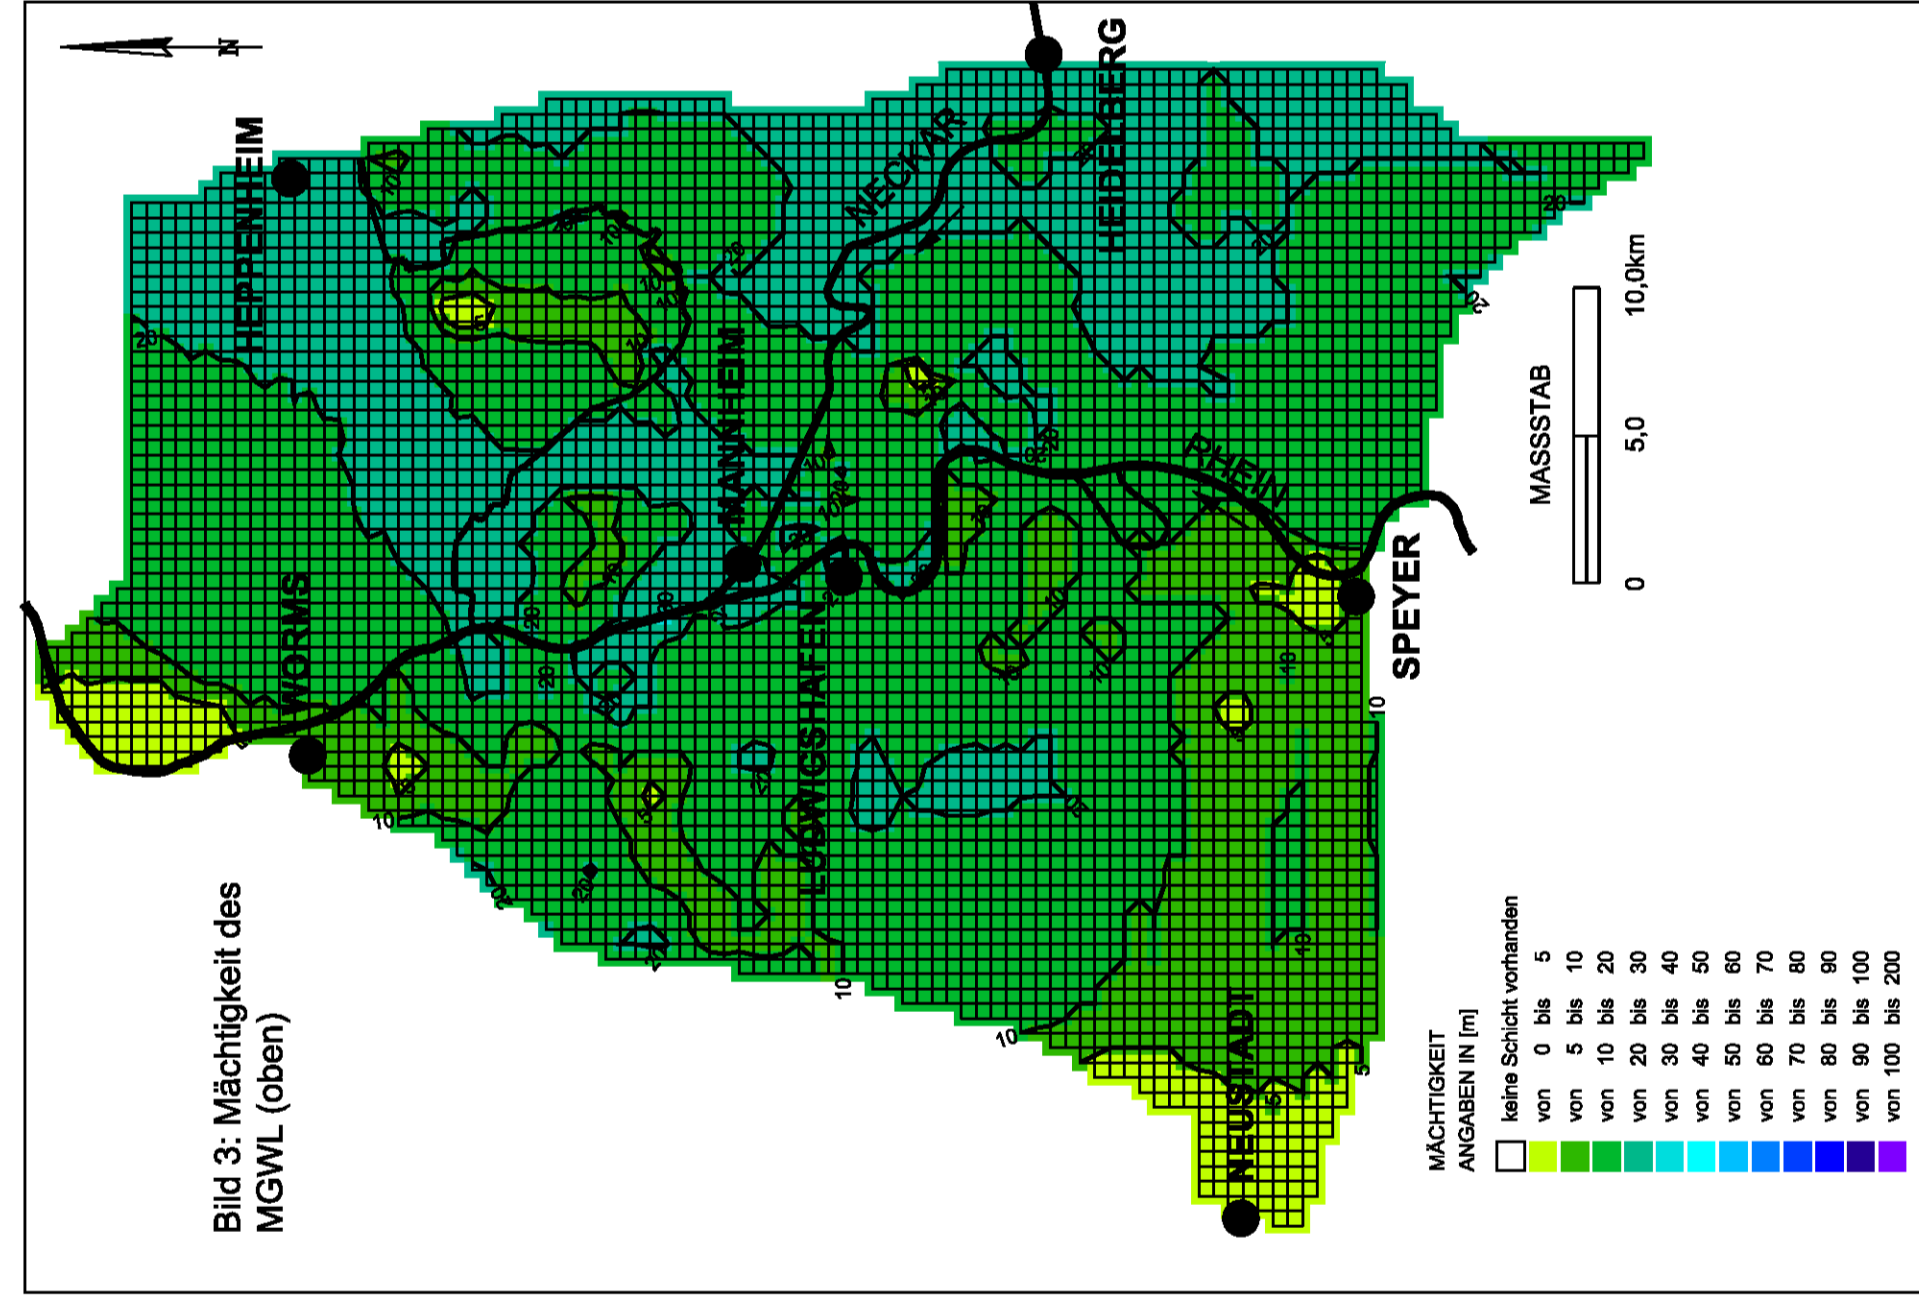 Bild 3: Mächtigkeit des
MGWL (oben)
N
HEPPENHEIM
WORMS
MANNHEIM
LUDWIGSHAFEN
NECKAR
HEIDELBERG
RHEIN
SPEYER
NEUSTADT
MASSSTAB
0 5,0 10,0km
MÄCHTIGKEIT
ANGABEN IN [m]
keine Schicht vorhanden
von 0 bis 5
von 5 bis 10
von 10 bis 20
von 20 bis 30
von 30 bis 40
von 40 bis 50
von 50 bis 60
von 60 bis 70
von 70 bis 80
von 80 bis 90
von 90 bis 100
von 100 bis 200